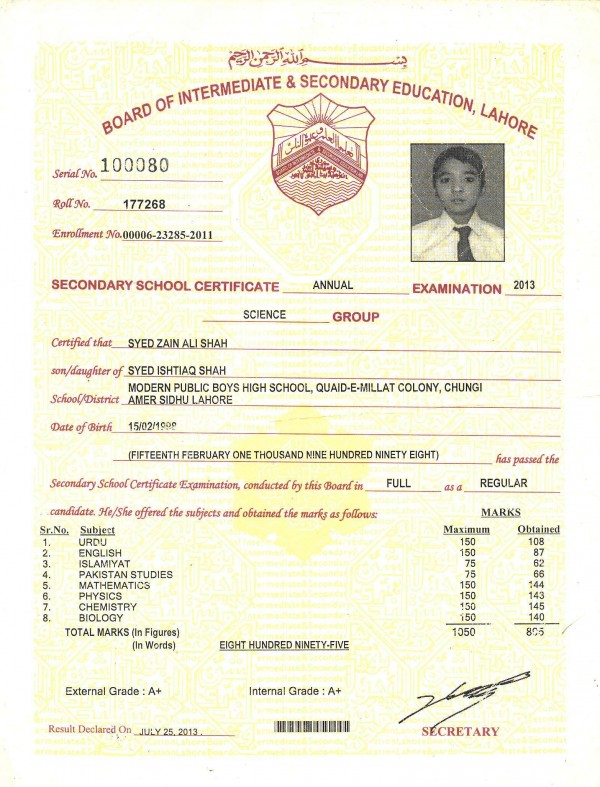 بِسْمِ اللهِ الرَّحْمٰنِ الرَّحِيْمِ
BOARD OF INTERMEDIATE & SECONDARY EDUCATION, LAHORE
Serial No. 100080
Roll No. 177268
Enrollment No. 00006-23285-2011
SECONDARY SCHOOL CERTIFICATE ANNUAL EXAMINATION 2013
SCIENCE GROUP
Certified that SYED ZAIN ALI SHAH
son/daughter of SYED ISHTIAQ SHAH
MODERN PUBLIC BOYS HIGH SCHOOL, QUAID-E-MILLAT COLONY, CHUNGI
School/District AMER SIDHU LAHORE
Date of Birth 15/02/1998
(FIFTEENTH FEBRUARY ONE THOUSAND NINE HUNDRED NINETY EIGHT) has passed the
Secondary School Certificate Examination, conducted by this Board in FULL as a REGULAR
candidate. He/She offered the subjects and obtained the marks as follows: MARKS
Sr.No. Subject Maximum Obtained
1. URDU 150 108
2. ENGLISH 150 87
3. ISLAMIYAT 75 62
4. PAKISTAN STUDIES 75 66
5. MATHEMATICS 150 144
6. PHYSICS 150 143
7. CHEMISTRY 150 145
8. BIOLOGY 150 140
TOTAL MARKS (In Figures) 1050 895
(In Words) EIGHT HUNDRED NINETY-FIVE
External Grade : A+ Internal Grade : A+
Result Declared On JULY 25, 2013. SECRETARY